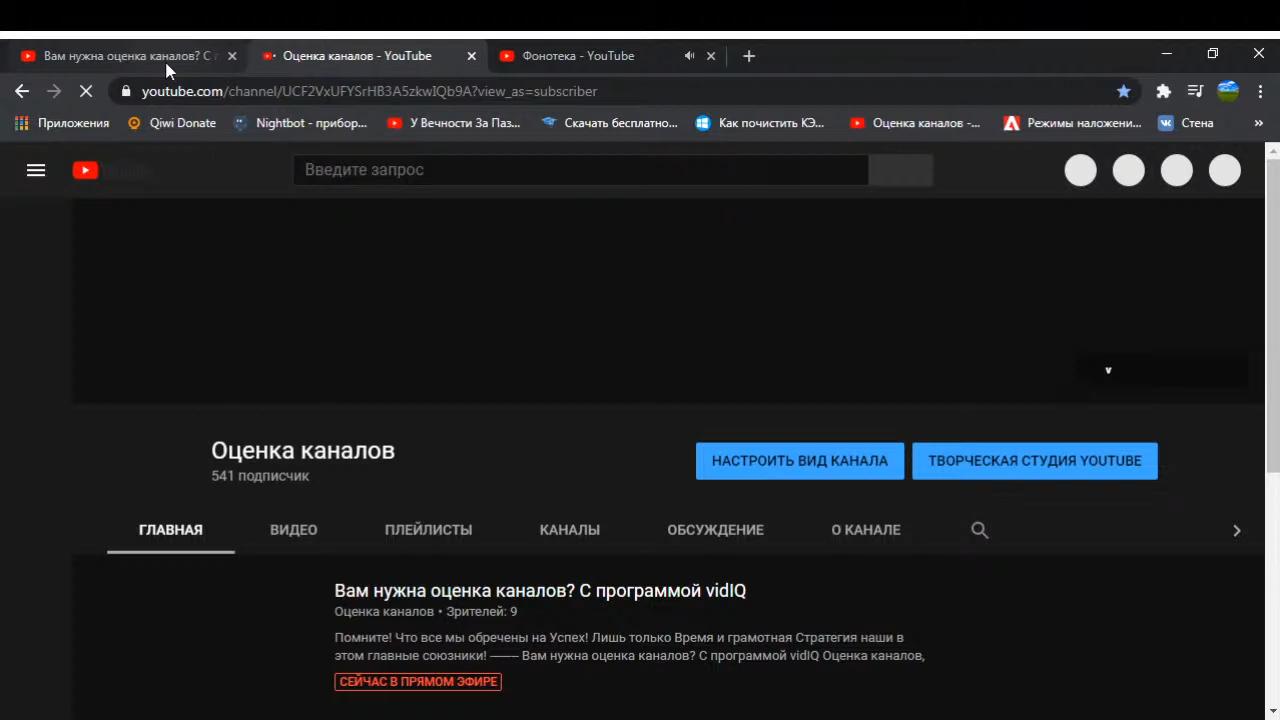 Вам нужна оценка каналов? С п
Оценка каналов - YouTube
Фонотека - YouTube
youtube.com/channel/UCF2VxUFYSrHB3A5zkwIQb9A?view_as=subscriber
Приложения
Qiwi Donate
Nightbot - прибор...
У Вечности За Паз...
Скачать бесплатно...
Как почистить КЭ...
Оценка каналов -...
Режимы наложени...
Стена
Введите запрос
v
Оценка каналов
541 подписчик
НАСТРОИТЬ ВИД КАНАЛА
ТВОРЧЕСКАЯ СТУДИЯ YOUTUBE
ГЛАВНАЯ
ВИДЕО
ПЛЕЙЛИСТЫ
КАНАЛЫ
ОБСУЖДЕНИЕ
О КАНАЛЕ
Вам нужна оценка каналов? С программой vidIQ
Оценка каналов • Зрителей: 9
Помните! Что все мы обречены на Успех! Лишь только Время и грамотная Стратегия наши в
этом главные союзники! ─── Вам нужна оценка каналов? С программой vidIQ Оценка каналов,
СЕЙЧАС В ПРЯМОМ ЭФИРЕ